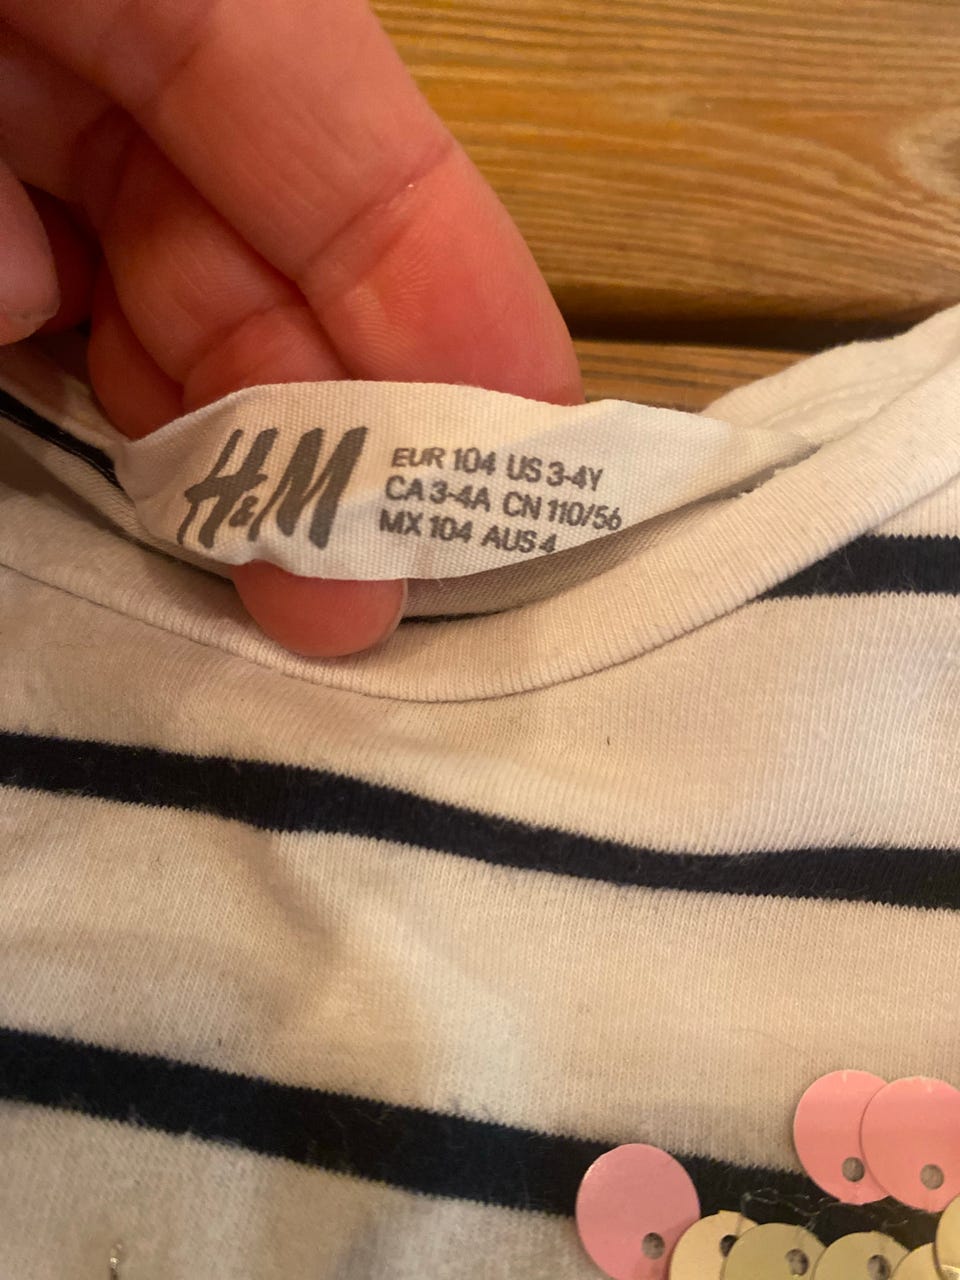 H&M
EUR 104 US 3-4Y
CA 3-4A CN 110/56
MX 104 AUS 4